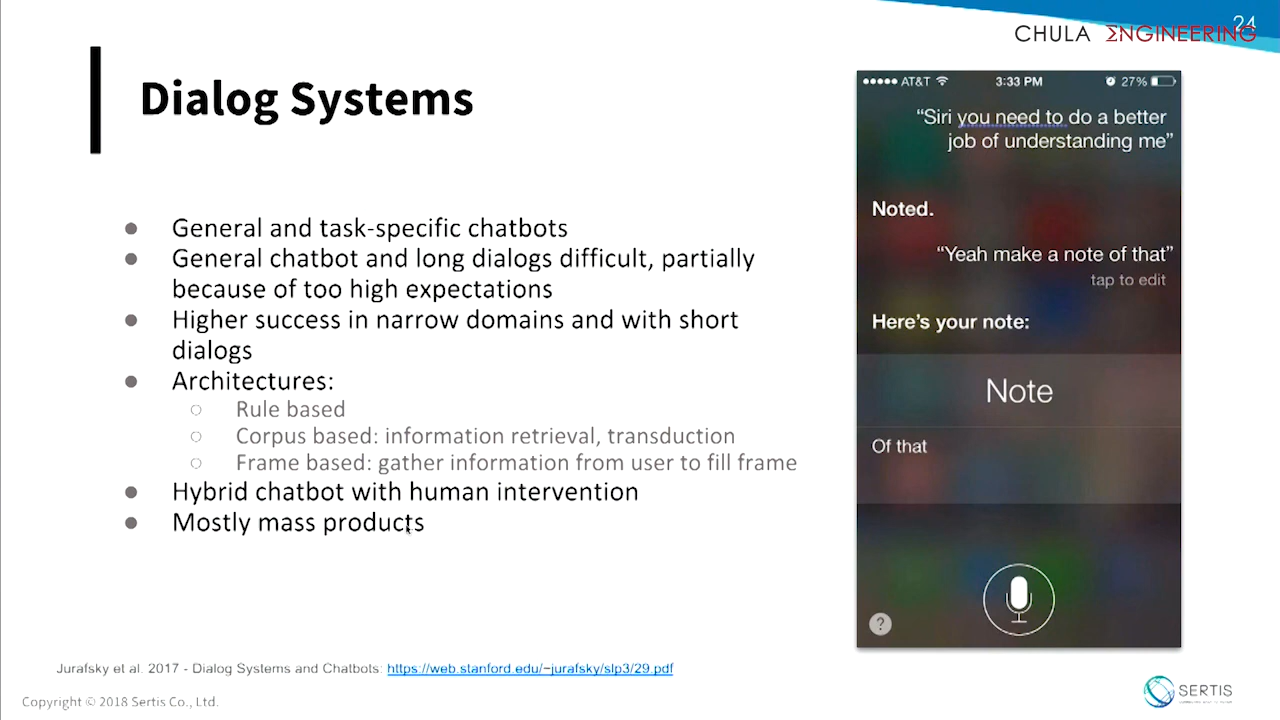 24
CHULA ΣNGINEERING
Dialog Systems
● General and task-specific chatbots
● General chatbot and long dialogs difficult, partially
because of too high expectations
● Higher success in narrow domains and with short
dialogs
● Architectures:
○ Rule based
○ Corpus based: information retrieval, transduction
○ Frame based: gather information from user to fill frame
● Hybrid chatbot with human intervention
● Mostly mass products
AT&T 3:33 PM 27%
“Siri you need to do a better
job of understanding me”
Noted.
“Yeah make a note of that”
tap to edit
Here’s your note:
Note
Of that
?
Jurafsky et al. 2017 - Dialog Systems and Chatbots: https://web.stanford.edu/~jurafsky/slp3/29.pdf
Copyright © 2018 Sertis Co., Ltd.
SERTIS